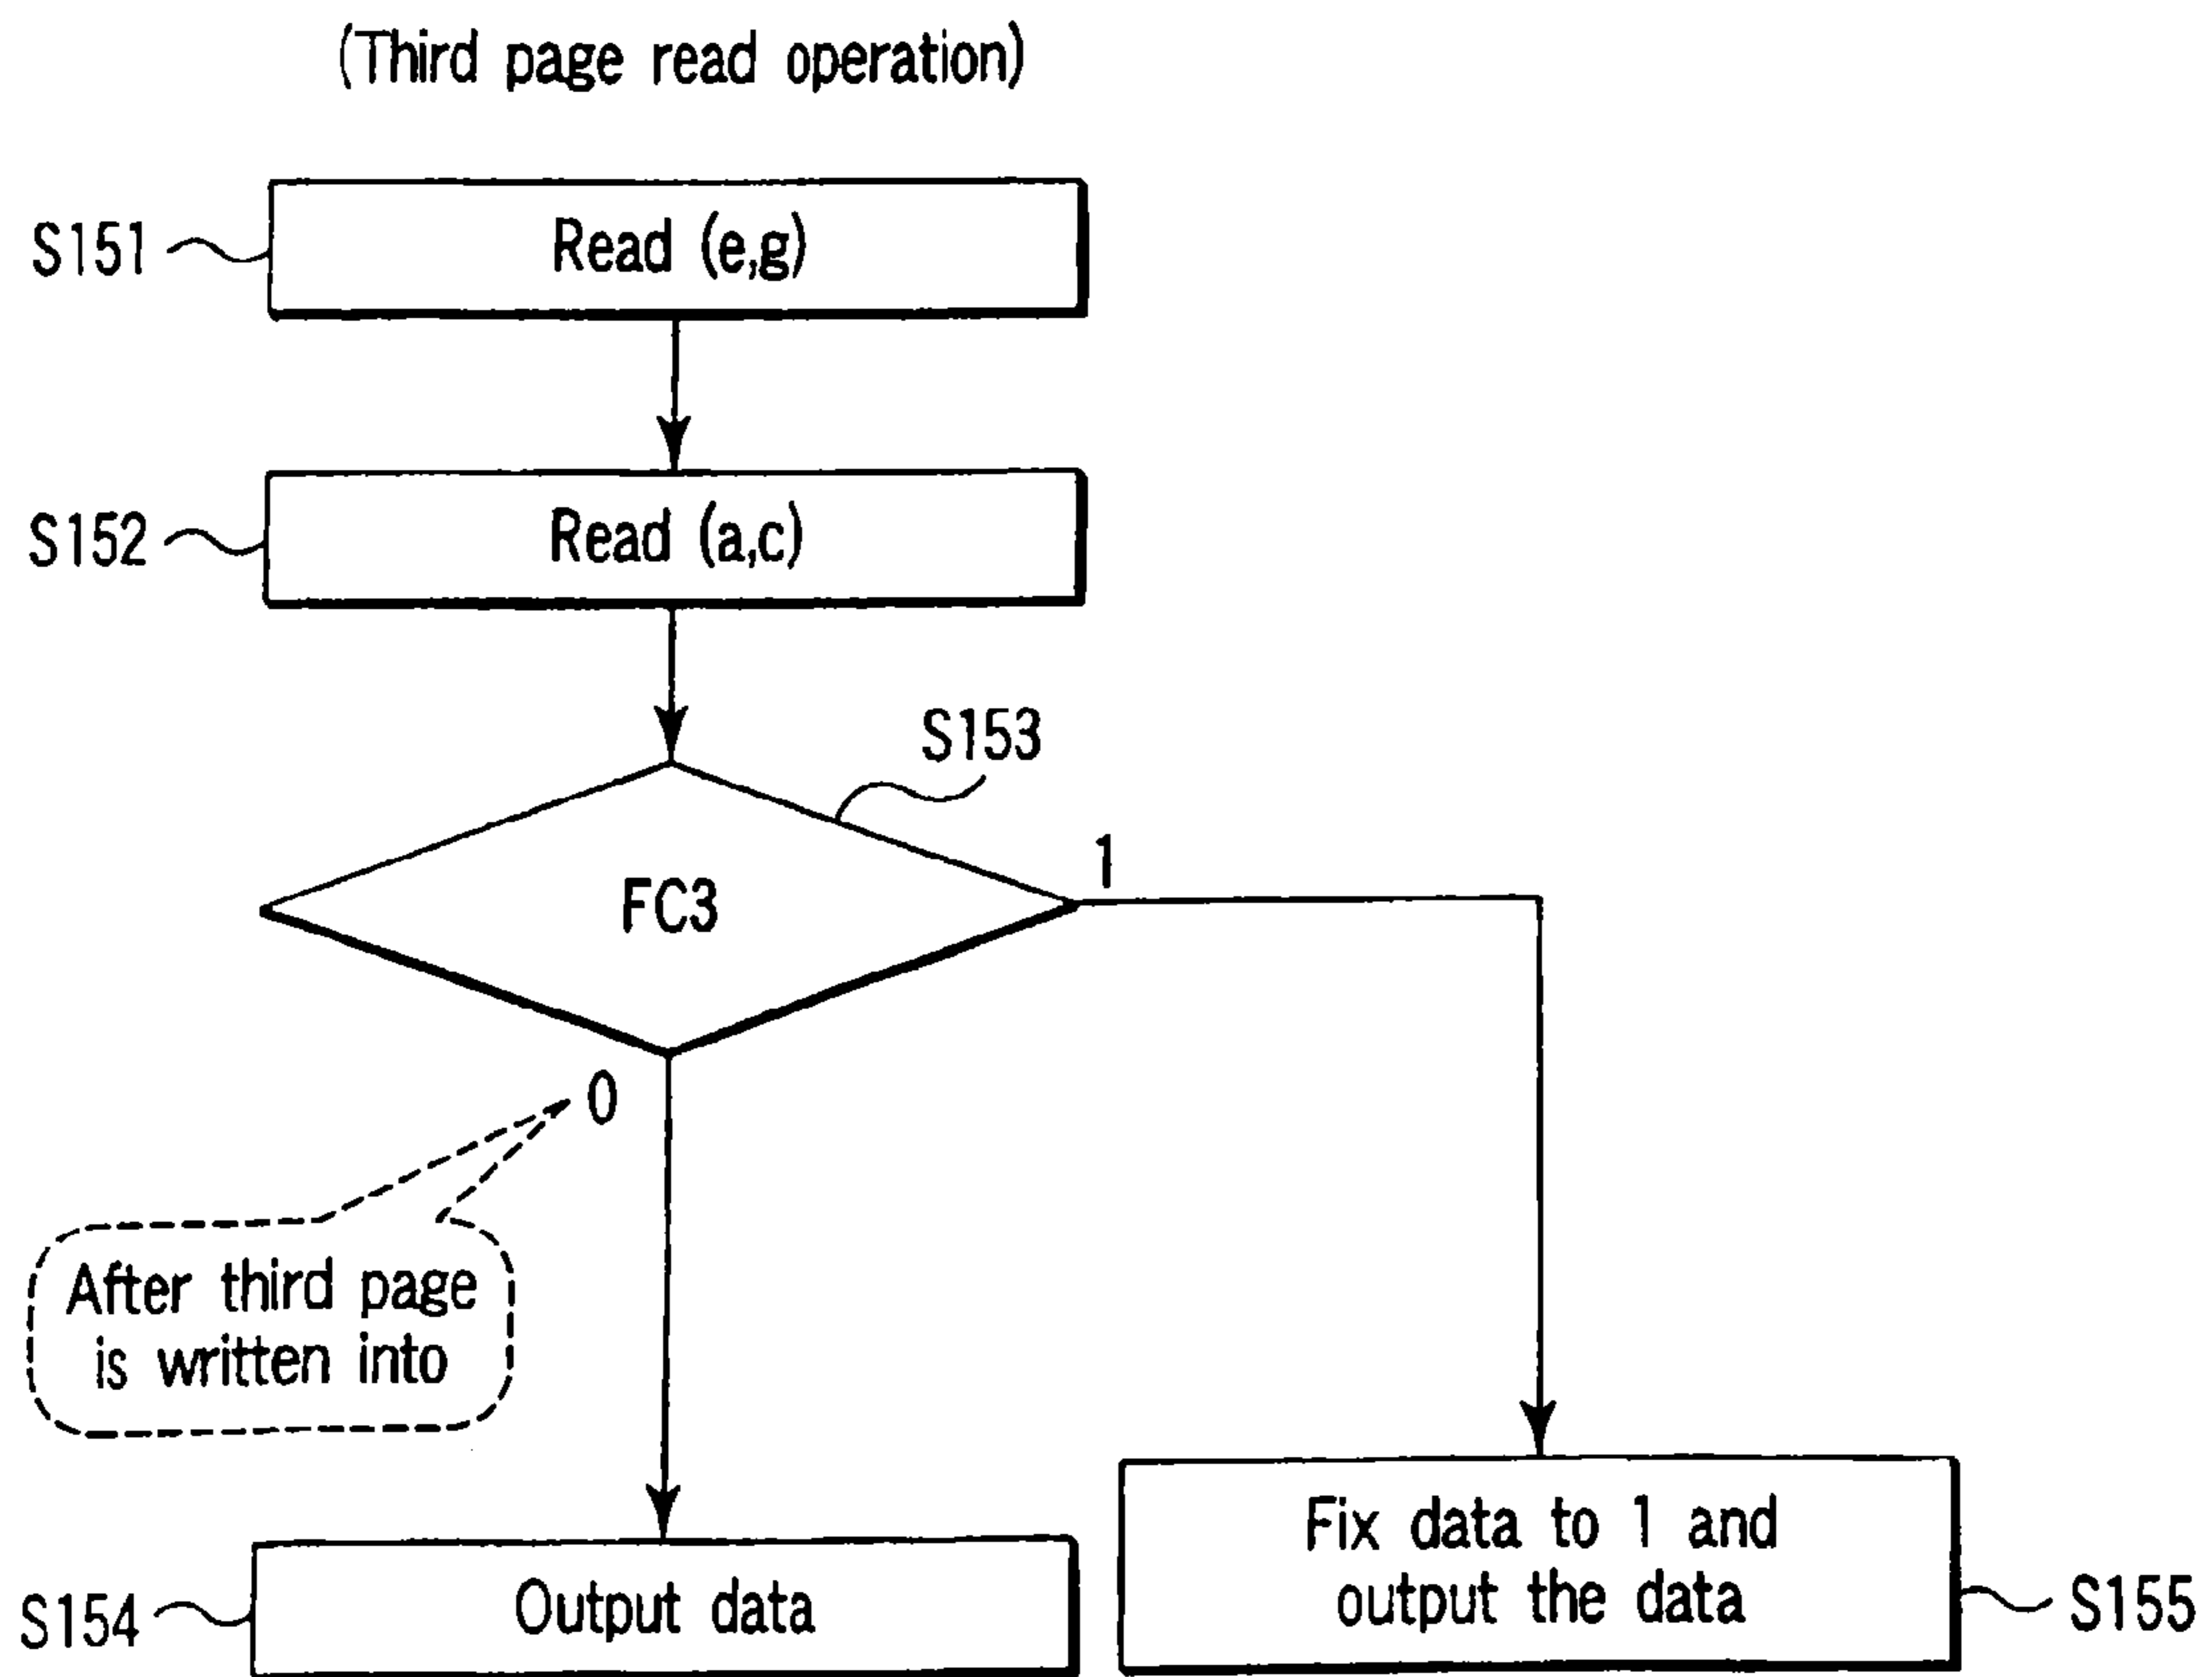 (Third page read operation)
S151
Read (e,g)
S152
Read (a,c)
S153
FC3
1
0
After third page
is written into
S154
Output data
Fix data to 1 and
output the data
S155